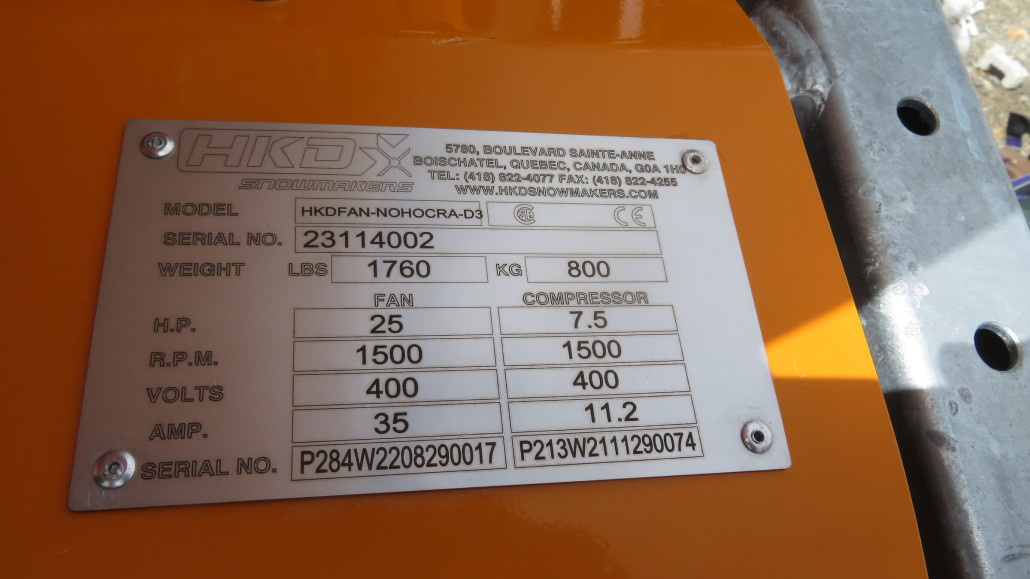 HKD
SNOWMAKERS
5780, BOULEVARD SAINTE-ANNE
BOISCHATEL, QUEBEC, CANADA, G0A 1H0
TEL: (418) 822-4077 FAX: (418) 822-4255
WWW.HKDSNOWMAKERS.COM
MODEL HKDFAN-NOHOCRA-D3 CE
SERIAL NO. 23114002
WEIGHT LBS 1760 KG 800
FAN COMPRESSOR
H.P. 25 7.5
R.P.M. 1500 1500
VOLTS 400 400
AMP. 35 11.2
SERIAL NO. P284W2208290017 P213W2111290074